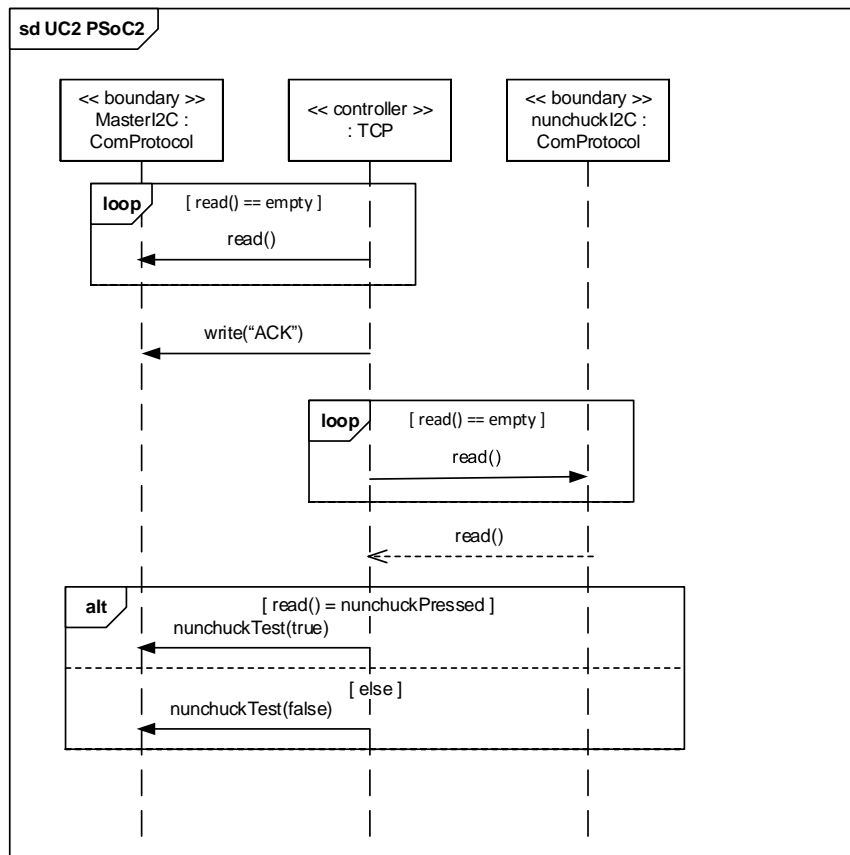 sd UC2 PSoC2
<< boundary >>
MasterI2C :
ComProtocol
<< controller >>
: TCP
<< boundary >>
nunchuckI2C :
ComProtocol
loop
[ read() == empty ]
read()
write(“ACK”)
loop
[ read() == empty ]
read()
read()
alt
[ read() = nunchuckPressed ]
nunchuckTest(true)
[ else ]
nunchuckTest(false)